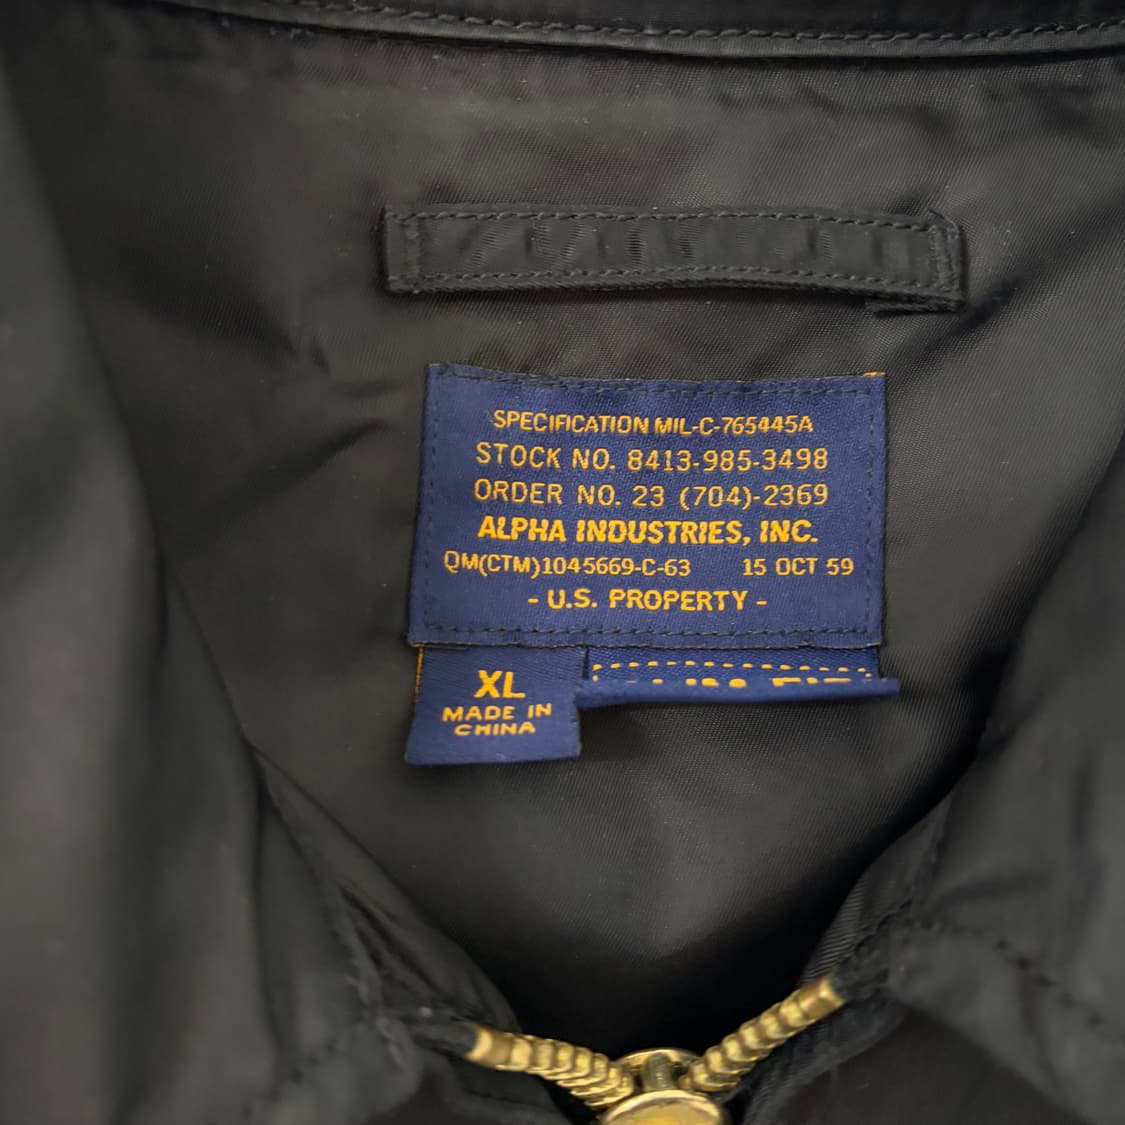 SPECIFICATION MIL-C-765445A
STOCK NO. 8413-985-3498
ORDER NO. 23 (704)-2369
ALPHA INDUSTRIES, INC.
QM(CTM)1045669-C-63 15 OCT 59
- U.S. PROPERTY -
XL
MADE IN
CHINA